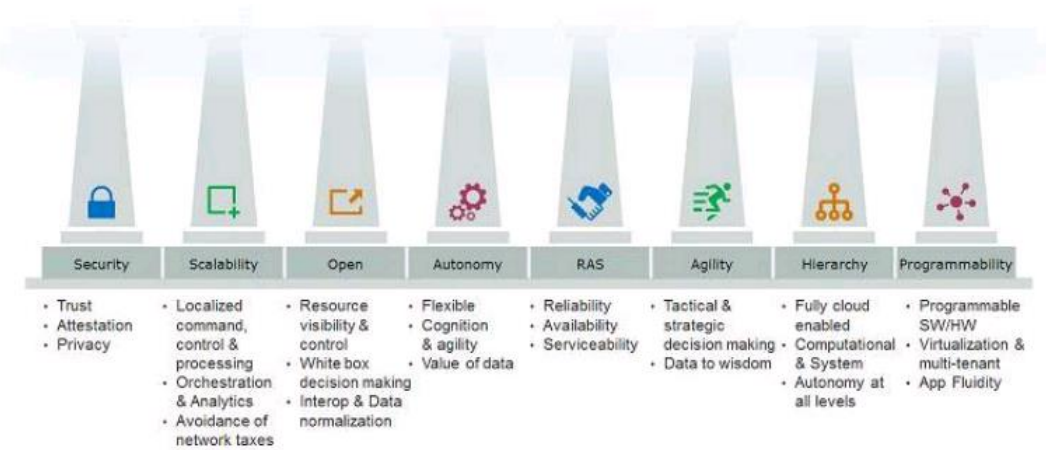 Security
Scalability
Open
Autonomy
RAS
Agility
Hierarchy
Programmability
• Trust
• Attestation
• Privacy
• Localized
command,
control &
processing
• Orchestration
& Analytics
• Avoidance of
network taxes
• Resource
visibility &
control
• White box
decision making
• Interop & Data
normalization
• Flexible
• Cognition
& agility
• Value of data
• Reliability
• Availability
• Serviceability
• Tactical &
strategic
decision making
• Data to wisdom
• Fully cloud
enabled
• Computational
& System
• Autonomy at
all levels
• Programmable
SW/HW
• Virtualization &
multi-tenant
• App Fluidity